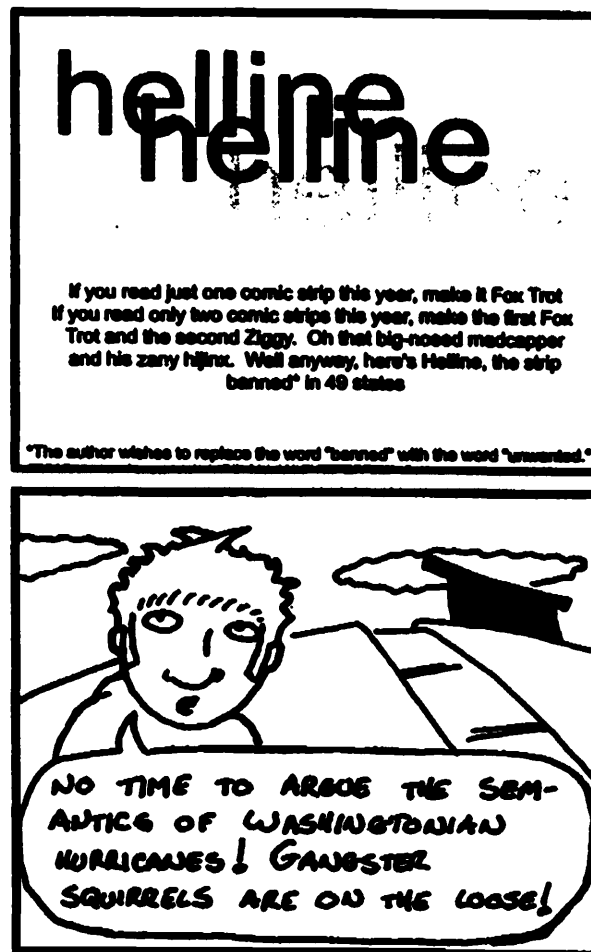 helline
helline
helline
If you read just one comic strip this year, make it Fox Trot
If you read only two comic strips this year, make the first Fox
Trot and the second Ziggy. Oh that big-nosed madcapper
and his zany hijinx. Well anyway, here's Helline, the strip
banned* in 49 states
*The author wishes to replace the word "banned" with the word "unwanted."
NO TIME TO ARGUE THE SEM-
ANTICS OF WASHINGTONIAN
HURRICANES! GANGSTER
SQUIRRELS ARE ON THE LOOSE!